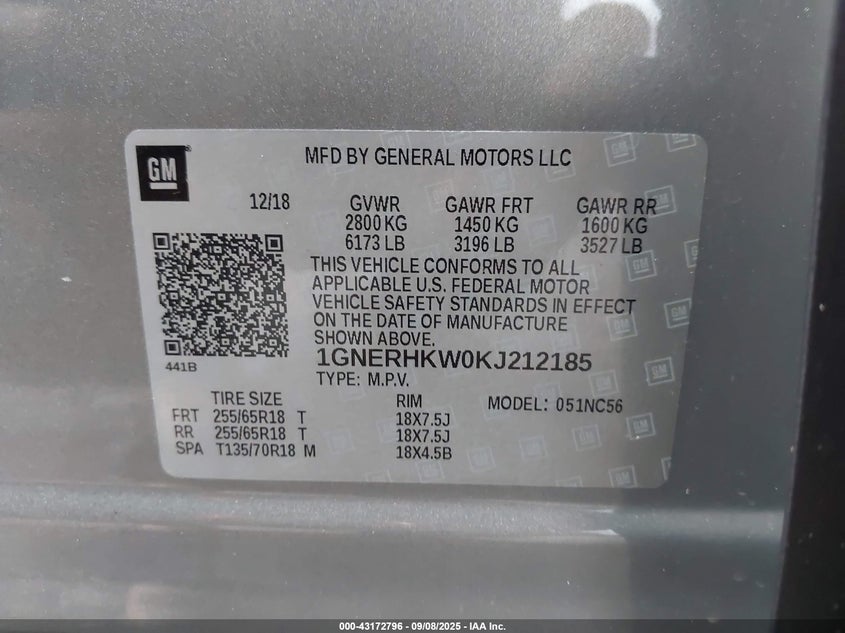 GM
MFD BY GENERAL MOTORS LLC
12/18 GVWR GAWR FRT GAWR RR
2800 KG 1450 KG 1600 KG
6173 LB 3196 LB 3527 LB
THIS VEHICLE CONFORMS TO ALL
APPLICABLE U.S. FEDERAL MOTOR
VEHICLE SAFETY STANDARDS IN EFFECT
ON THE DATE OF MANUFACTURE
SHOWN ABOVE.
441B
1GNERHKW0KJ212185
TYPE: M.P.V.
TIRE SIZE RIM MODEL: 051NC56
FRT 255/65R18 T 18X7.5J
RR 255/65R18 T 18X7.5J
SPA T135/70R18 M 18X4.5B
000-43172796 - 09/08/2025 - IAA Inc.